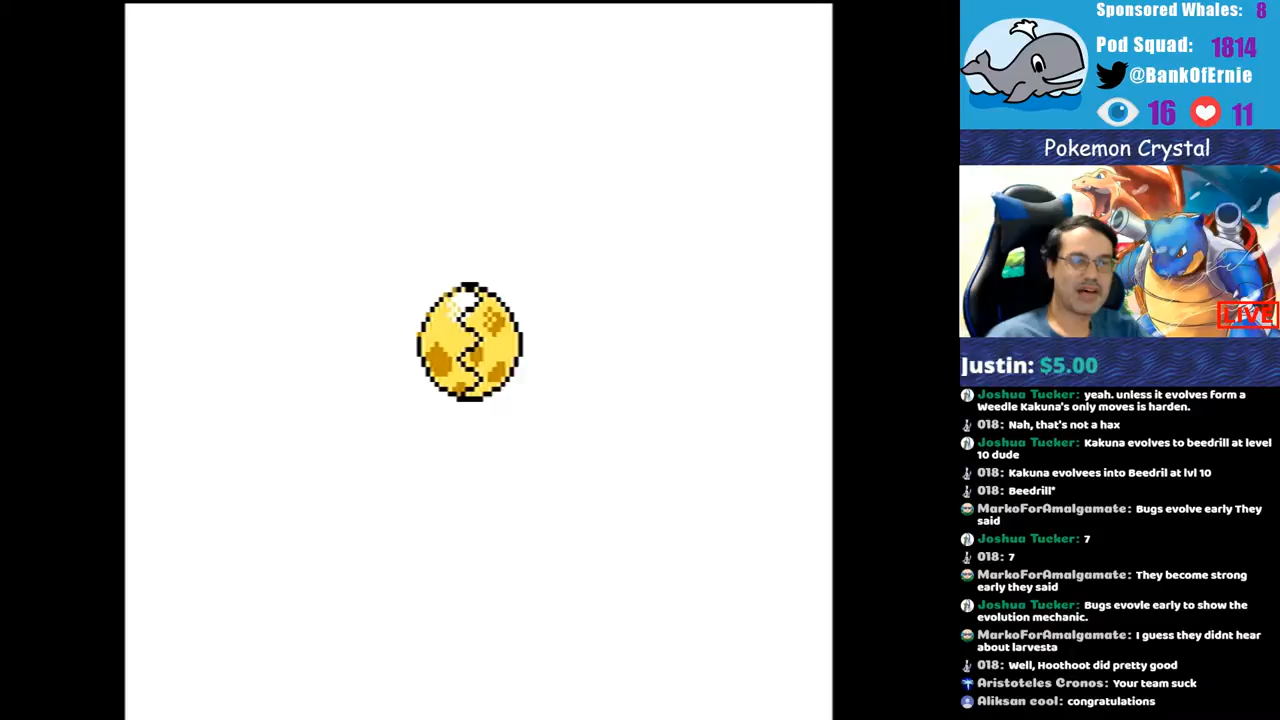 Sponsored Whales: 8
Pod Squad: 1814
@BankOfErnie
16 11
Pokemon Crystal
LIVE
Justin: $5.00
Joshua Tucker: yeah. unless it evolves form a
Weedle Kakuna's only moves is harden.
018: Nah, that's not a hax
Joshua Tucker: Kakuna evolves to beedrill at level
10 dude
018: Kakuna evolvees into Beedril at lvl 10
018: Beedrill*
MarkoForAmalgamate: Bugs evolve early They
said
Joshua Tucker: 7
018: 7
MarkoForAmalgamate: They become strong
early they said
Joshua Tucker: Bugs evovle early to show the
evolution mechanic.
MarkoForAmalgamate: I guess they didnt hear
about larvesta
018: Well, Hoothoot did pretty good
Aristoteles Cronos: Your team suck
Aliksan cool: congratulations